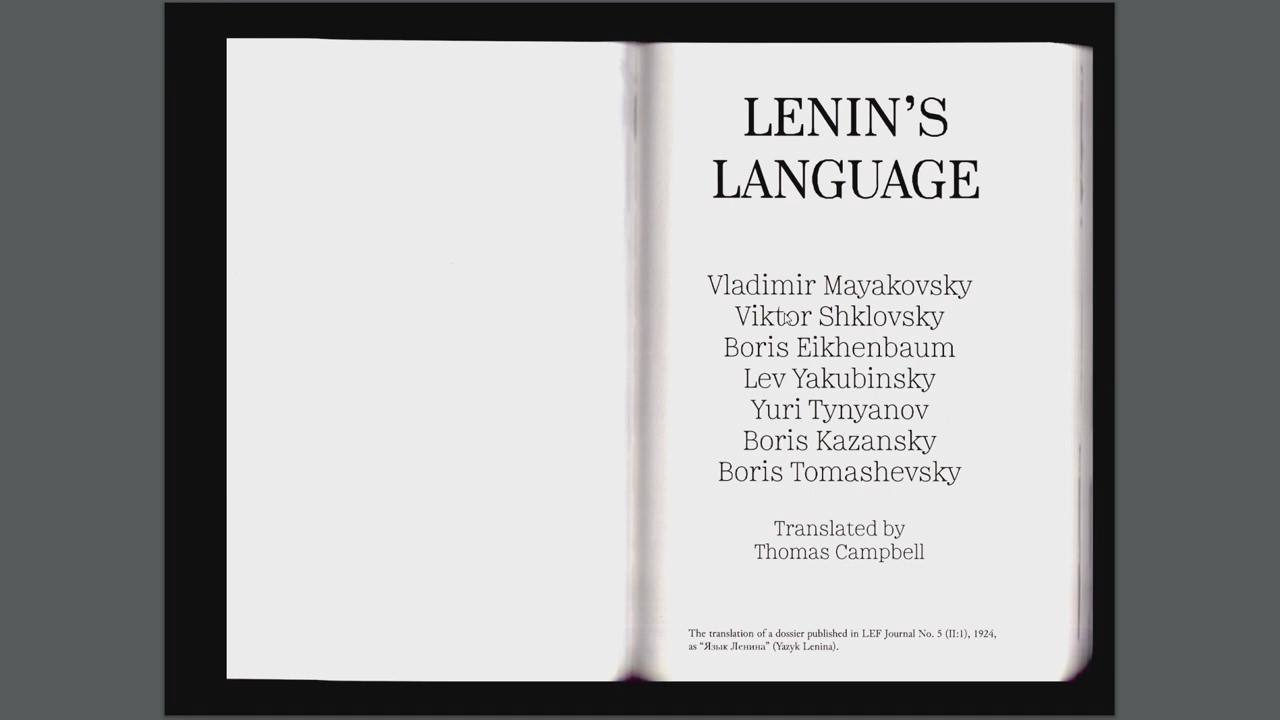 LENIN’S
LANGUAGE
Vladimir Mayakovsky
Viktor Shklovsky
Boris Eikhenbaum
Lev Yakubinsky
Yuri Tynyanov
Boris Kazansky
Boris Tomashevsky
Translated by
Thomas Campbell
The translation of a dossier published in LEF Journal No. 5 (II:1), 1924,
as “Язык Ленина” (Yazyk Lenina).